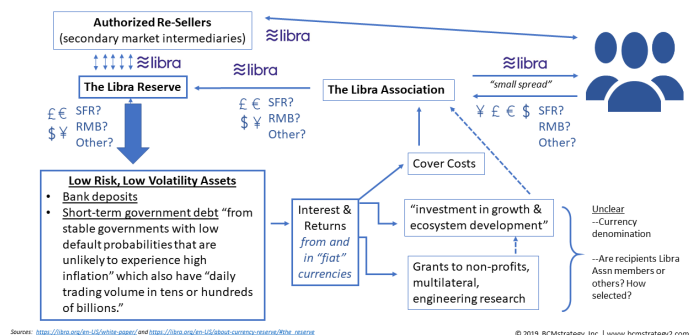 Authorized Re-Sellers
(secondary market intermediaries)
libra
libra
libra
The Libra Reserve
The Libra Association
"small spread"
£ € SFR?
$ ¥ RMB?
Other?
£ € SFR?
$ ¥ RMB?
Other?
¥ £ € $ SFR?
RMB?
Other?
Cover Costs
Low Risk, Low Volatility Assets
• Bank deposits
• Short-term government debt "from
stable governments with low
default probabilities that are
unlikely to experience high
inflation" which also have "daily
trading volume in tens or hundreds
of billions."
Interest &
Returns
from and
in "fiat"
currencies
"investment in growth &
ecosystem development"
Grants to non-profits,
multilateral,
engineering research
Unclear
--Currency
denomination
--Are recipients Libra
Assn members or
others? How
selected?
Sources: https://libra.org/en-US/white-paper/ and https://libra.org/en-US/about-currency-reserve/#the_reserve
© 2019, BCMstrategy, Inc. | www.bcmstrategy2.com